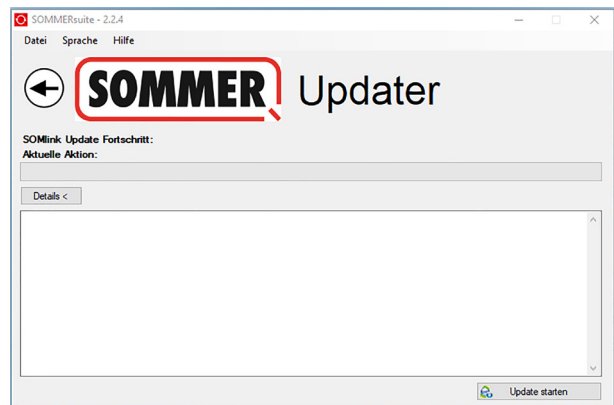 SOMMERsuite - 2.2.4
Datei Sprache Hilfe
SOMMER Updater
SOMlink Update Fortschritt:
Aktuelle Aktion:
Details <
Update starten